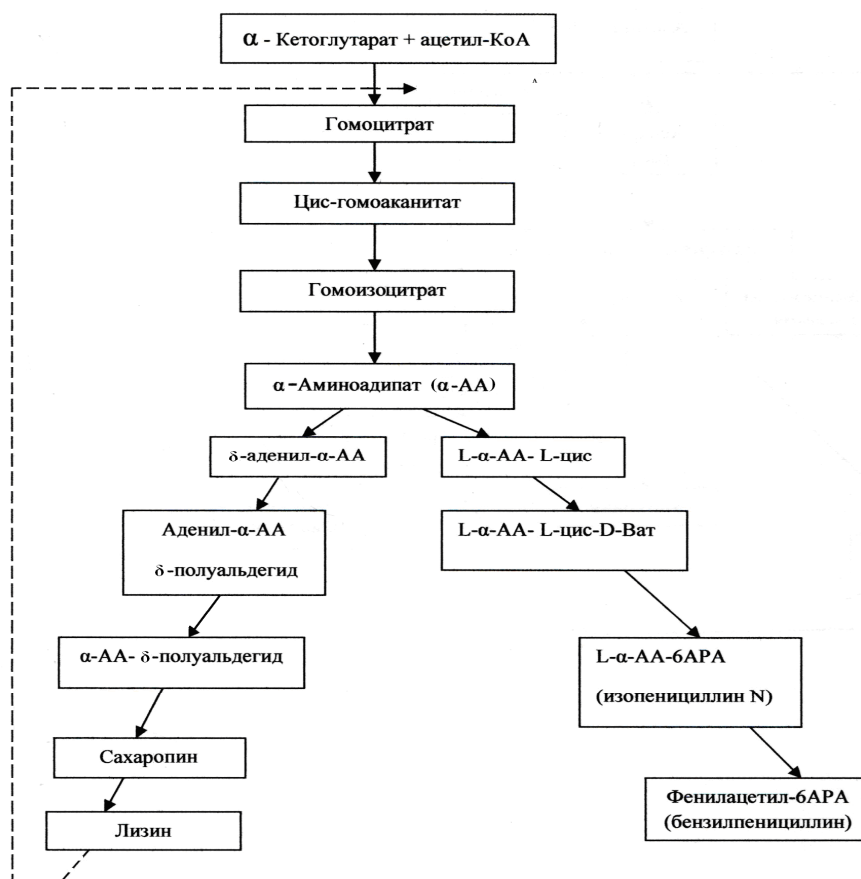 α - Кетоглутарат + ацетил-КоА
Гомоцитрат
Цис-гомоаканитат
Гомоизоцитрат
α-Аминоадипат (α-АА)
δ-аденил-α-АА
L-α-АА- L-цис
Аденил-α-АА
δ-полуальдегид
L-α-АА- L-цис-D-Ват
α-АА- δ-полуальдегид
L-α-АА-6АРА
(изопенициллин N)
Сахаропин
Фенилацетил-6АРА
(бензилпенициллин)
Лизин